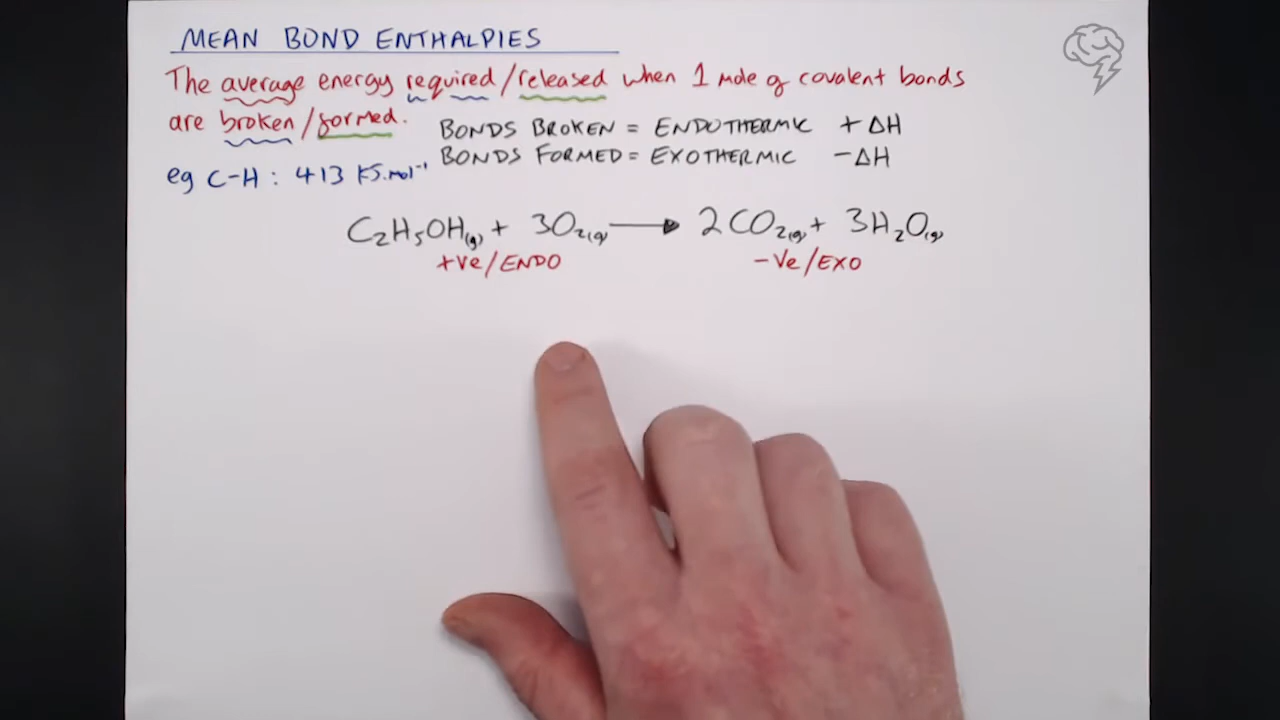 MEAN BOND ENTHALPIES
The average energy required/released when 1 mole of covalent bonds
are broken/formed.
BONDS BROKEN = ENDOTHERMIC +ΔH
BONDS FORMED = EXOTHERMIC -ΔH
eg C-H : 413 KJ.mol⁻¹
C₂H₅OH(g) + 3O₂(g) → 2CO₂(g) + 3H₂O(g)
+ve/ENDO -ve/EXO